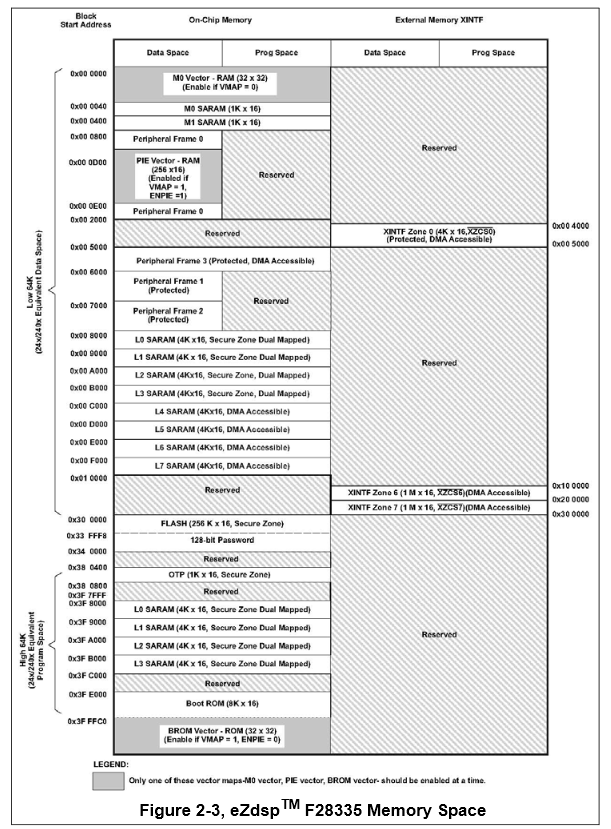 Block
Start Address
On-Chip Memory
External Memory XINTF
Data Space
Prog Space
Data Space
Prog Space
0x00 0000
M0 Vector - RAM (32 x 32)
(Enable if VMAP = 0)
0x00 0040
M0 SARAM (1K x 16)
0x00 0400
M1 SARAM (1K x 16)
0x00 0800
Peripheral Frame 0
Reserved
Reserved
0x00 0D00
PIE Vector - RAM
(256 x16)
(Enabled if
VMAP = 1,
ENPIE =1)
0x00 0E00
Peripheral Frame 0
0x00 2000
Reserved
XINTF Zone 0 (4K x 16,XZCS0)
(Protected, DMA Accessible)
0x00 4000
0x00 5000
0x00 5000
Peripheral Frame 3 (Protected, DMA Accessible)
0x00 6000
Peripheral Frame 1
(Protected)
Reserved
0x00 7000
Peripheral Frame 2
(Protected)
0x00 8000
L0 SARAM (4K x16, Secure Zone Dual Mapped)
0x00 9000
L1 SARAM (4K x 16, Secure Zone Dual Mapped)
Reserved
0x00 A000
L2 SARAM (4Kx16, Secure Zone, Dual Mapped)
0x00 B000
L3 SARAM (4Kx16, Secure Zone, Dual Mapped)
0x00 C000
L4 SARAM (4Kx16, DMA Accessible)
0x00 D000
L5 SARAM (4Kx16, DMA Accessible)
0x00 E000
L6 SARAM (4Kx16, DMA Accessible)
0x00 F000
L7 SARAM (4Kx16, DMA Accessible)
0x01 0000
Reserved
0x10 0000
XINTF Zone 6 (1 M x 16, XZCS6)(DMA Accessible)
0x20 0000
XINTF Zone 7 (1 M x 16, XZCS7)(DMA Accessible)
0x30 0000
Low 64K
(24x/240x Equivalent Data Space)
0x30 0000
FLASH (256 K x 16, Secure Zone)
0x33 FFF8
128-bit Password
0x34 0000
Reserved
0x38 0400
OTP (1K x 16, Secure Zone)
0x38 0800
Reserved
0x3F 7FFF
0x3F 8000
L0 SARAM (4K x 16, Secure Zone Dual Mapped)
0x3F 9000
L1 SARAM (4K x 16, Secure Zone Dual Mapped)
Reserved
0x3F A000
L2 SARAM (4K x 16, Secure Zone Dual Mapped)
0x3F B000
L3 SARAM (4K x 16, Secure Zone Dual Mapped)
0x3F C000
Reserved
0x3F E000
Boot ROM (8K x 16)
0x3F FFC0
BROM Vector - ROM (32 x 32)
(Enable if VMAP = 1, ENPIE = 0)
High 64K
(24x/240x Equivalent
Program Space)
LEGEND:
Only one of these vector maps-M0 vector, PIE vector, BROM vector- should be enabled at a time.
Figure 2-3, eZdsp™ F28335 Memory Space